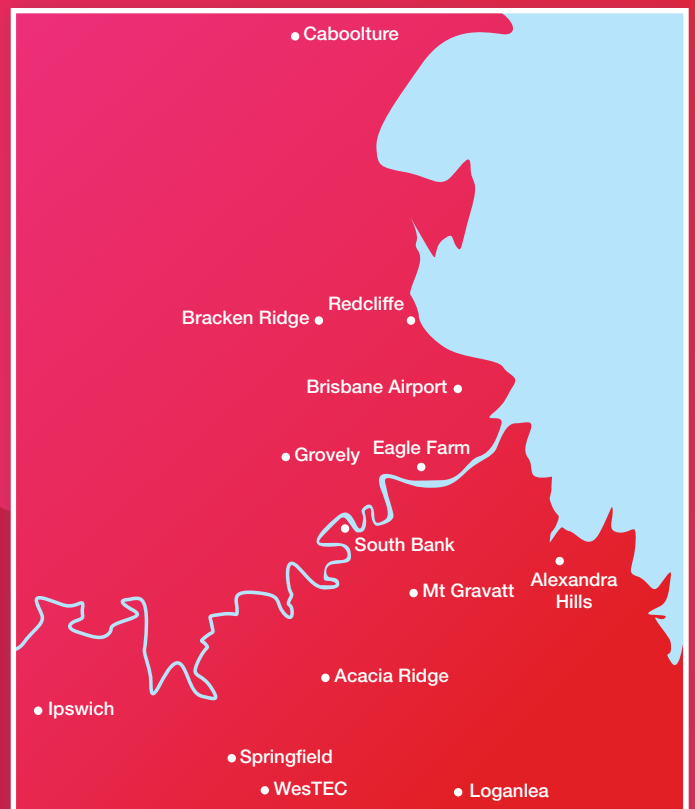 Caboolture
Redcliffe
Bracken Ridge
Brisbane Airport
Eagle Farm
Grovely
South Bank
Alexandra
Hills
Mt Gravatt
Acacia Ridge
Ipswich
Springfield
WesTEC
Loganlea